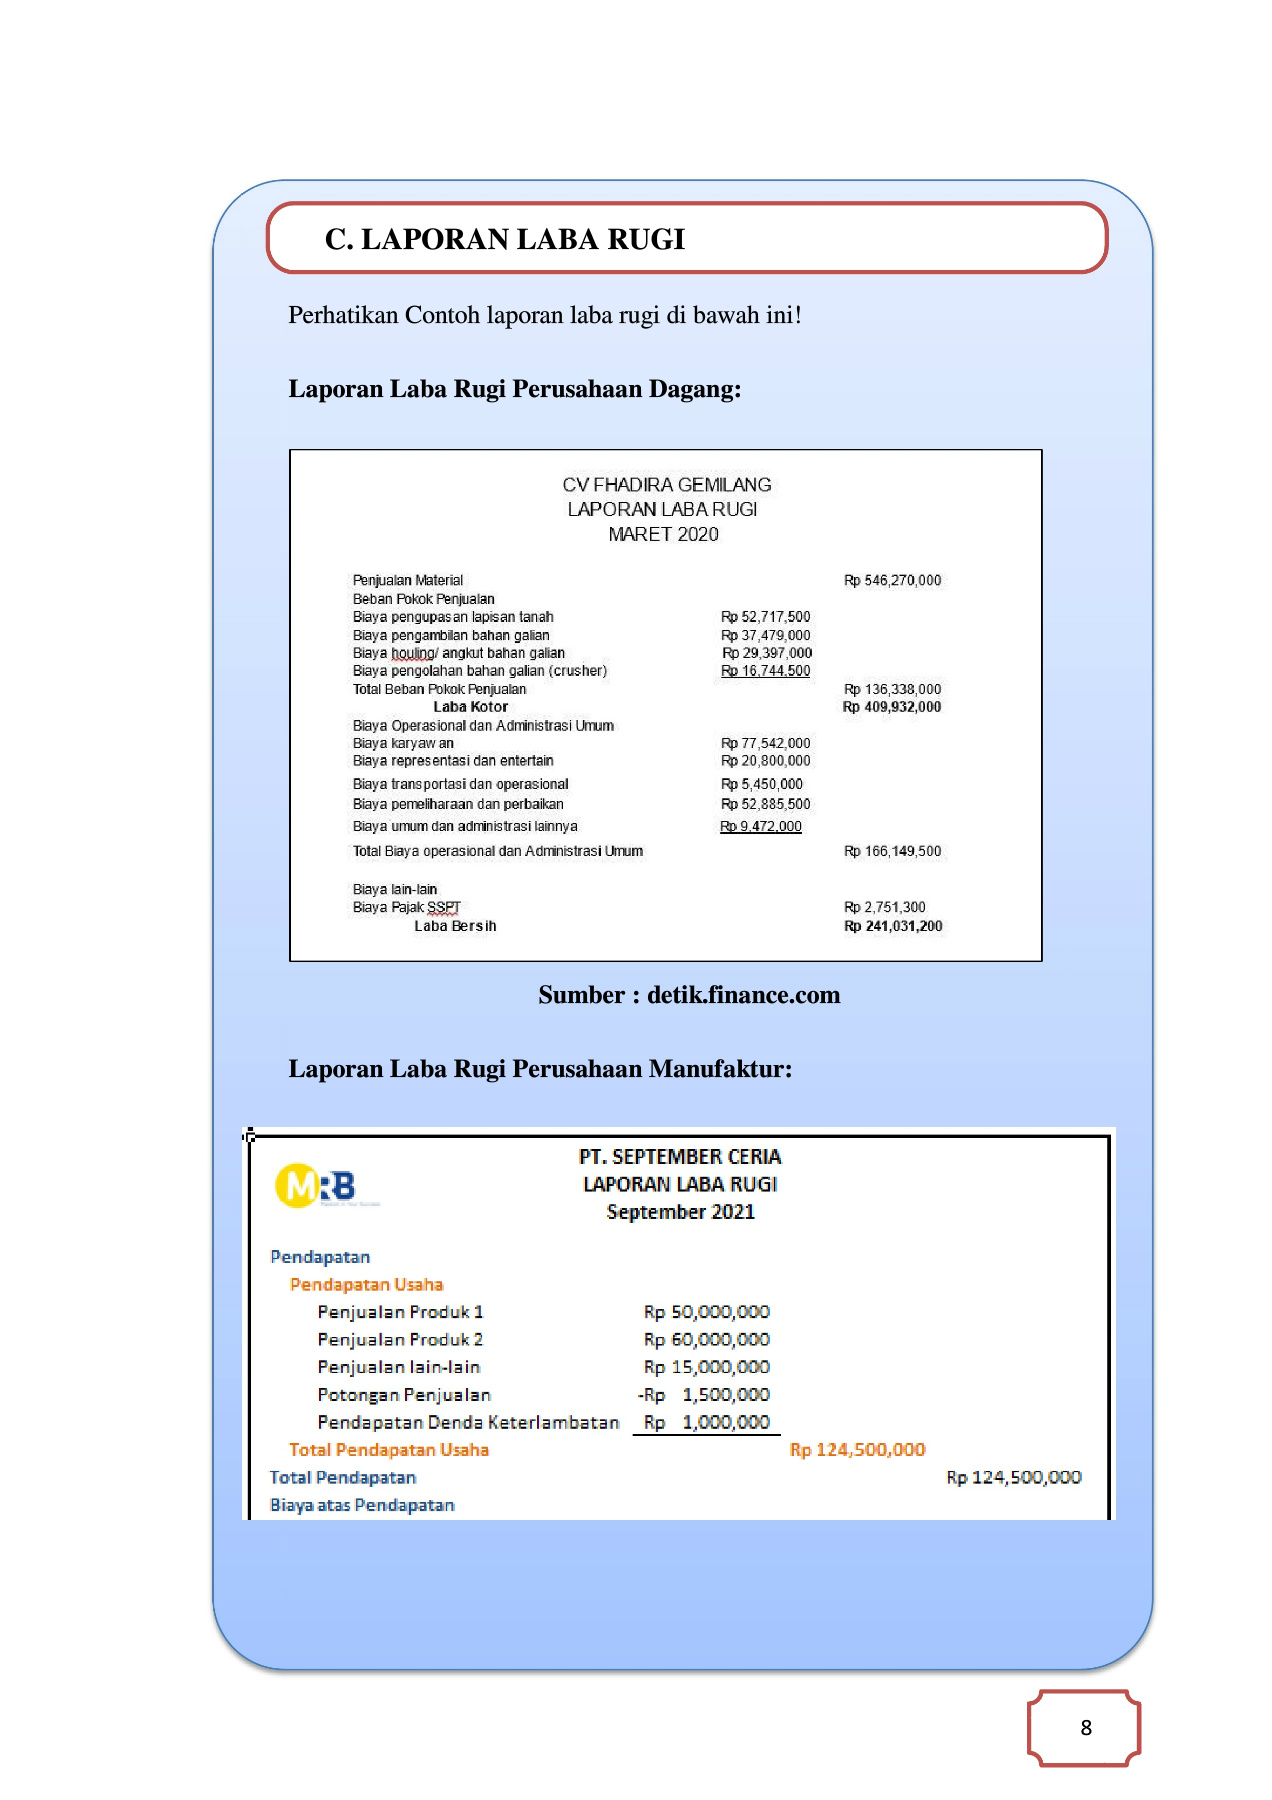 C. LAPORAN LABA RUGI
Perhatikan Contoh laporan laba rugi di bawah ini!
Laporan Laba Rugi Perusahaan Dagang:
CV FHADIRA GEMILANG
LAPORAN LABA RUGI
MARET 2020
Penjualan Material Rp 546,270,000
Beban Pokok Penjualan
Biaya pengupasan lapisan tanah Rp 52,717,500
Biaya pengambilan bahan galian Rp 37,479,000
Biaya houling/ angkut bahan galian Rp 29,397,000
Biaya pengolahan bahan galian (crusher) Rp 16,744,500
Total Beban Pokok Penjualan Rp 136,338,000
Laba Kotor Rp 409,932,000
Biaya Operasional dan Administrasi Umum
Biaya karyaw an Rp 77,542,000
Biaya representasi dan entertain Rp 20,800,000
Biaya transportasi dan operasional Rp 5,450,000
Biaya pemeliharaan dan perbaikan Rp 52,885,500
Biaya umum dan administrasi lainnya Rp 9,472,000
Total Biaya operasional dan Administrasi Umum Rp 166,149,500
Biaya lain-lain
Biaya Pajak SSPT Rp 2,751,300
Laba Bersih Rp 241,031,200
Sumber : detik.finance.com
Laporan Laba Rugi Perusahaan Manufaktur:
MRB
PT. SEPTEMBER CERIA
LAPORAN LABA RUGI
September 2021
Pendapatan
Pendapatan Usaha
Penjualan Produk 1 Rp 50,000,000
Penjualan Produk 2 Rp 60,000,000
Penjualan lain-lain Rp 15,000,000
Potongan Penjualan -Rp 1,500,000
Pendapatan Denda Keterlambatan Rp 1,000,000
Total Pendapatan Usaha Rp 124,500,000
Total Pendapatan Rp 124,500,000
Biaya atas Pendapatan
8